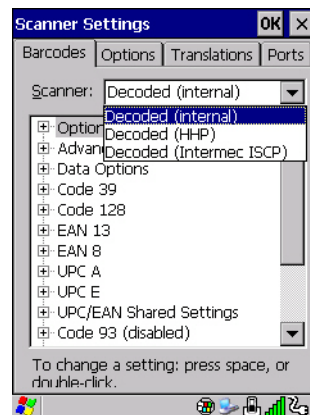 Scanner Settings OK ×
Barcodes Options Translations Ports
Scanner: Decoded (internal)
Decoded (internal)
Decoded (HHP)
Decoded (Intermec ISCP)
Option
Advan
Data Options
Code 39
Code 128
EAN 13
EAN 8
UPC A
UPC E
UPC/EAN Shared Settings
Code 93 (disabled)
To change a setting: press space, or
double-click.